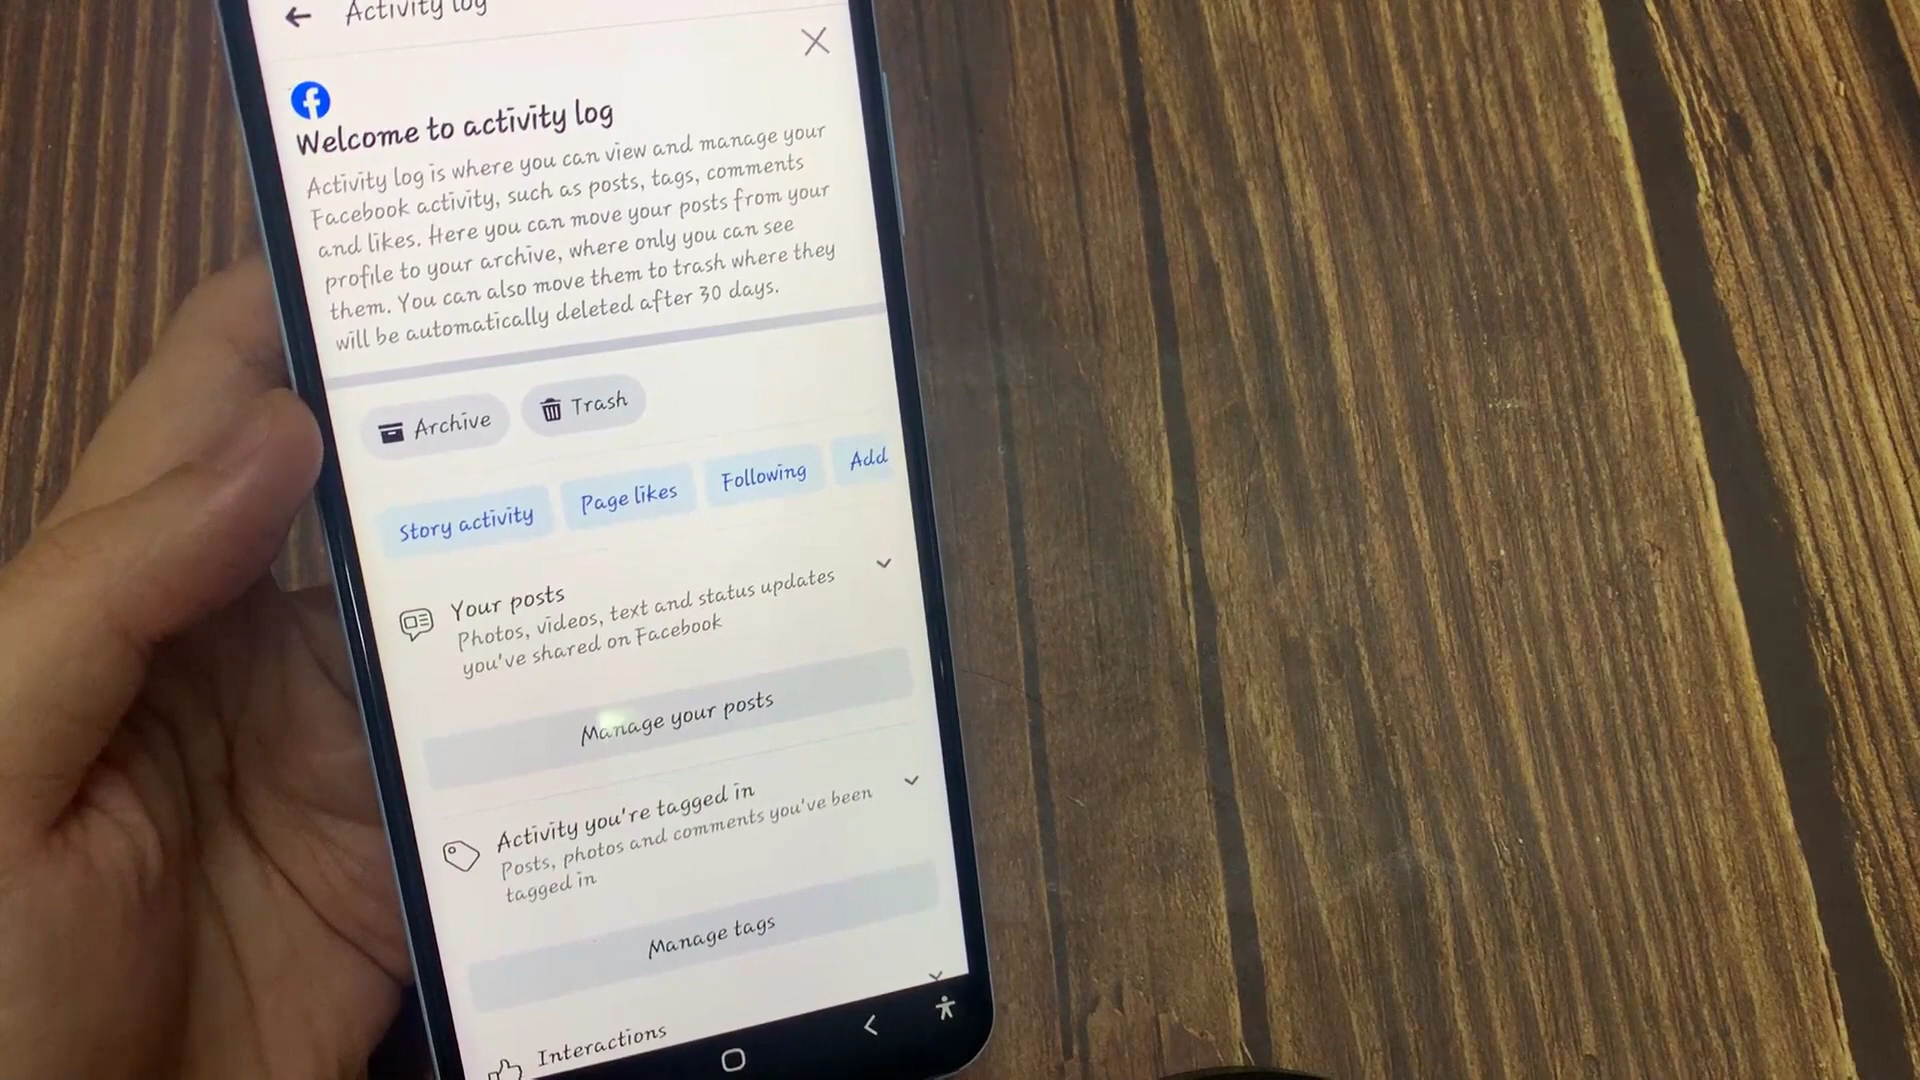 Activity log
Welcome to activity log
Activity log is where you can view and manage your
Facebook activity, such as posts, tags, comments
and likes. Here you can move your posts from your
profile to your archive, where only you can see
them. You can also move them to trash where they
will be automatically deleted after 30 days.
Archive
Trash
Story activity
Page likes
Following
Add
Your posts
Photos, videos, text and status updates
you've shared on Facebook
Manage your posts
Activity you're tagged in
Posts, photos and comments you've been
tagged in
Manage tags
Interactions